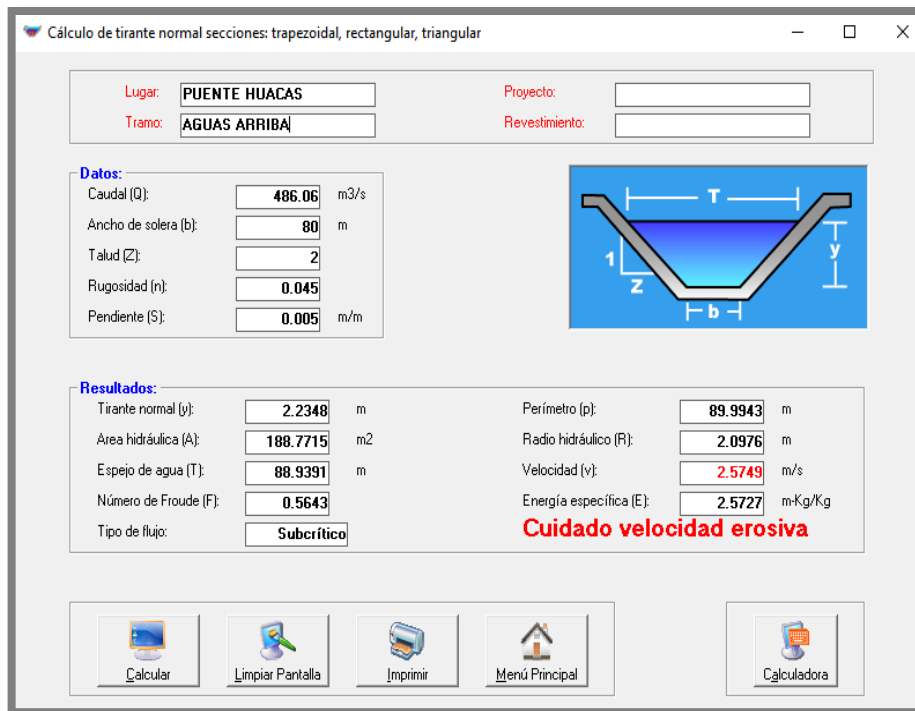 Cálculo de tirante normal secciones: trapezoidal, rectangular, triangular
Lugar: PUENTE HUACAS Proyecto:
Tramo: AGUAS ARRIBA Revestimiento:
Datos:
Caudal (Q): 486.06 m3/s
Ancho de solera (b): 80 m
Talud (Z): 2
Rugosidad (n): 0.045
Pendiente (S): 0.005 m/m
T
y
1
Z
b
Resultados:
Tirante normal (y): 2.2348 m Perímetro (p): 89.9943 m
Area hidráulica (A): 188.7715 m2 Radio hidráulico (R): 2.0976 m
Espejo de agua (T): 88.9391 m Velocidad (v): 2.5749 m/s
Número de Froude (F): 0.5643 Energía específica (E): 2.5727 m-Kg/Kg
Tipo de flujo: Subcrítico Cuidado velocidad erosiva
Calcular Limpiar Pantalla Imprimir Menú Principal Calculadora